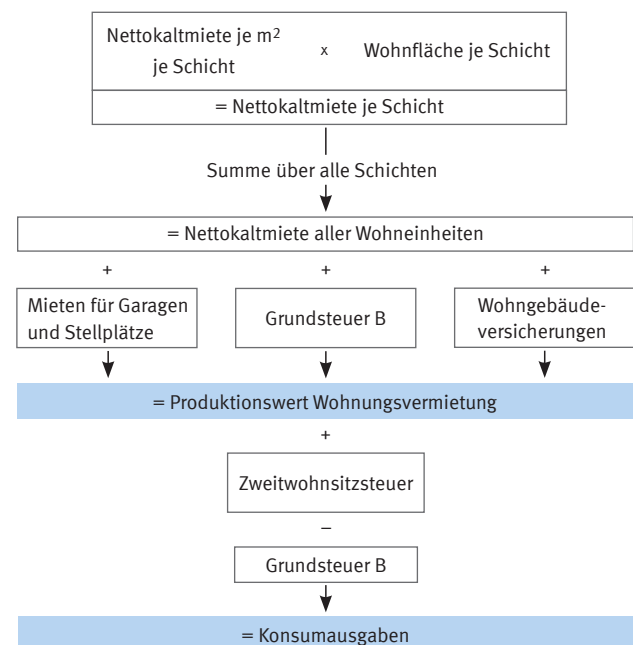 Nettokaltmiete je m²
je Schicht
x
Wohnfläche je Schicht
= Nettokaltmiete je Schicht
Summe über alle Schichten
= Nettokaltmiete aller Wohneinheiten
+ + +
Mieten für Garagen
und Stellplätze
Grundsteuer B
Wohngebäude-
versicherungen
= Produktionswert Wohnungsvermietung
+
Zweitwohnsitzsteuer
–
Grundsteuer B
= Konsumausgaben